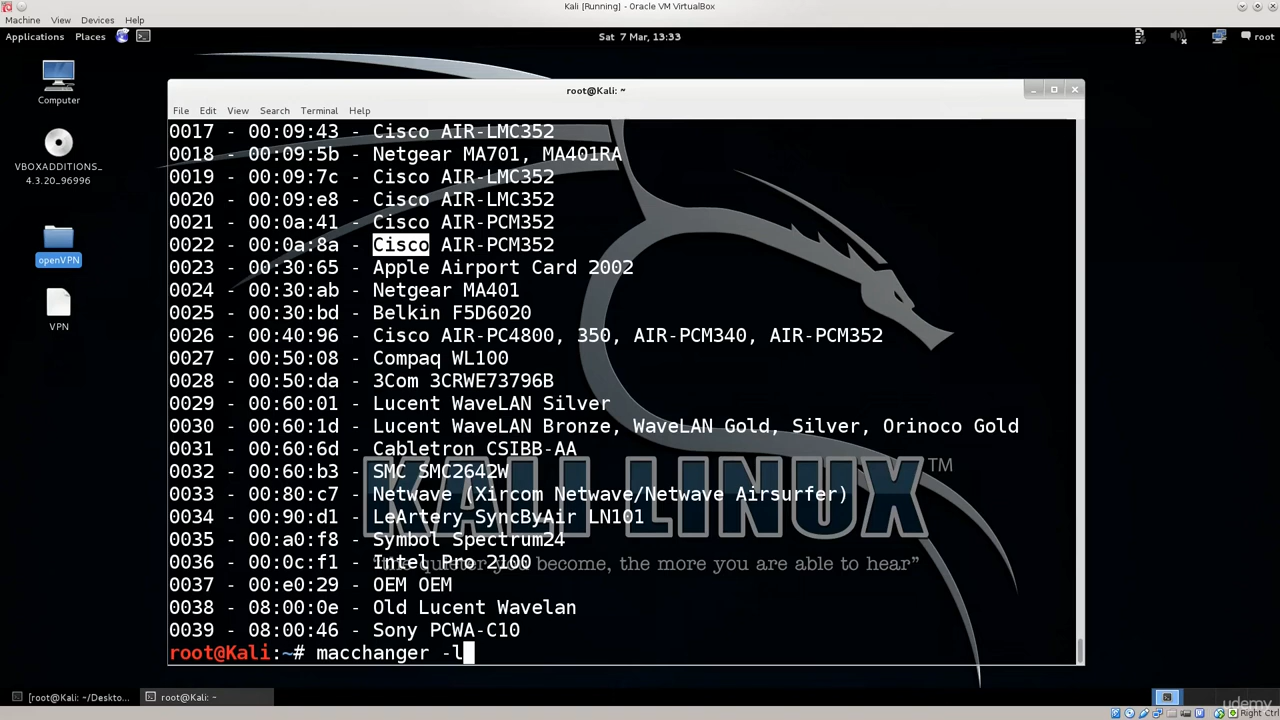 Kali [Running] - Oracle VM VirtualBox
Machine View Devices Help
Applications Places Sat 7 Mar, 13:33 root
Computer
VBOXADDITIONS_
4.3.20_96996
openVPN
VPN
root@Kali: ~
File Edit View Search Terminal Help
0017 - 00:09:43 - Cisco AIR-LMC352
0018 - 00:09:5b - Netgear MA701, MA401RA
0019 - 00:09:7c - Cisco AIR-LMC352
0020 - 00:09:e8 - Cisco AIR-LMC352
0021 - 00:0a:41 - Cisco AIR-PCM352
0022 - 00:0a:8a - Cisco AIR-PCM352
0023 - 00:30:65 - Apple Airport Card 2002
0024 - 00:30:ab - Netgear MA401
0025 - 00:30:bd - Belkin F5D6020
0026 - 00:40:96 - Cisco AIR-PC4800, 350, AIR-PCM340, AIR-PCM352
0027 - 00:50:08 - Compaq WL100
0028 - 00:50:da - 3Com 3CRWE73796B
0029 - 00:60:01 - Lucent WaveLAN Silver
0030 - 00:60:1d - Lucent WaveLAN Bronze, WaveLAN Gold, Silver, Orinoco Gold
0031 - 00:60:6d - Cabletron CSIBB-AA
0032 - 00:60:b3 - SMC SMC2642W
0033 - 00:80:c7 - Netwave (Xircom Netwave/Netwave Airsurfer)
0034 - 00:90:d1 - LeArtery SyncByAir LN101
0035 - 00:a0:f8 - Symbol Spectrum24
0036 - 00:0c:f1 - Intel Pro 2100
0037 - 00:e0:29 - OEM OEM
0038 - 08:00:0e - Old Lucent Wavelan
0039 - 08:00:46 - Sony PCWA-C10
root@Kali:~# macchanger -l
KALI LINUX TM
"the quieter you become, the more you are able to hear"
[root@Kali: ~/Deskto... root@Kali: ~
udemy
Right Ctrl